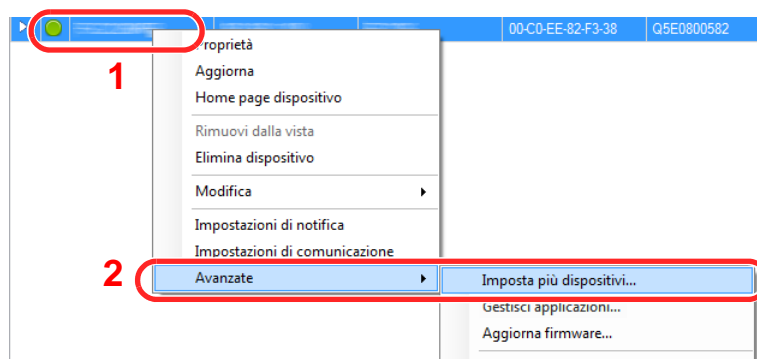 00-C0-EE-82-F3-38 Q5E0800582
1
Proprietà
Aggiorna
Home page dispositivo
Rimuovi dalla vista
Elimina dispositivo
Modifica
Impostazioni di notifica
Impostazioni di comunicazione
2
Avanzate
Imposta più dispositivi...
Gestisci applicazioni...
Aggiorna firmware...